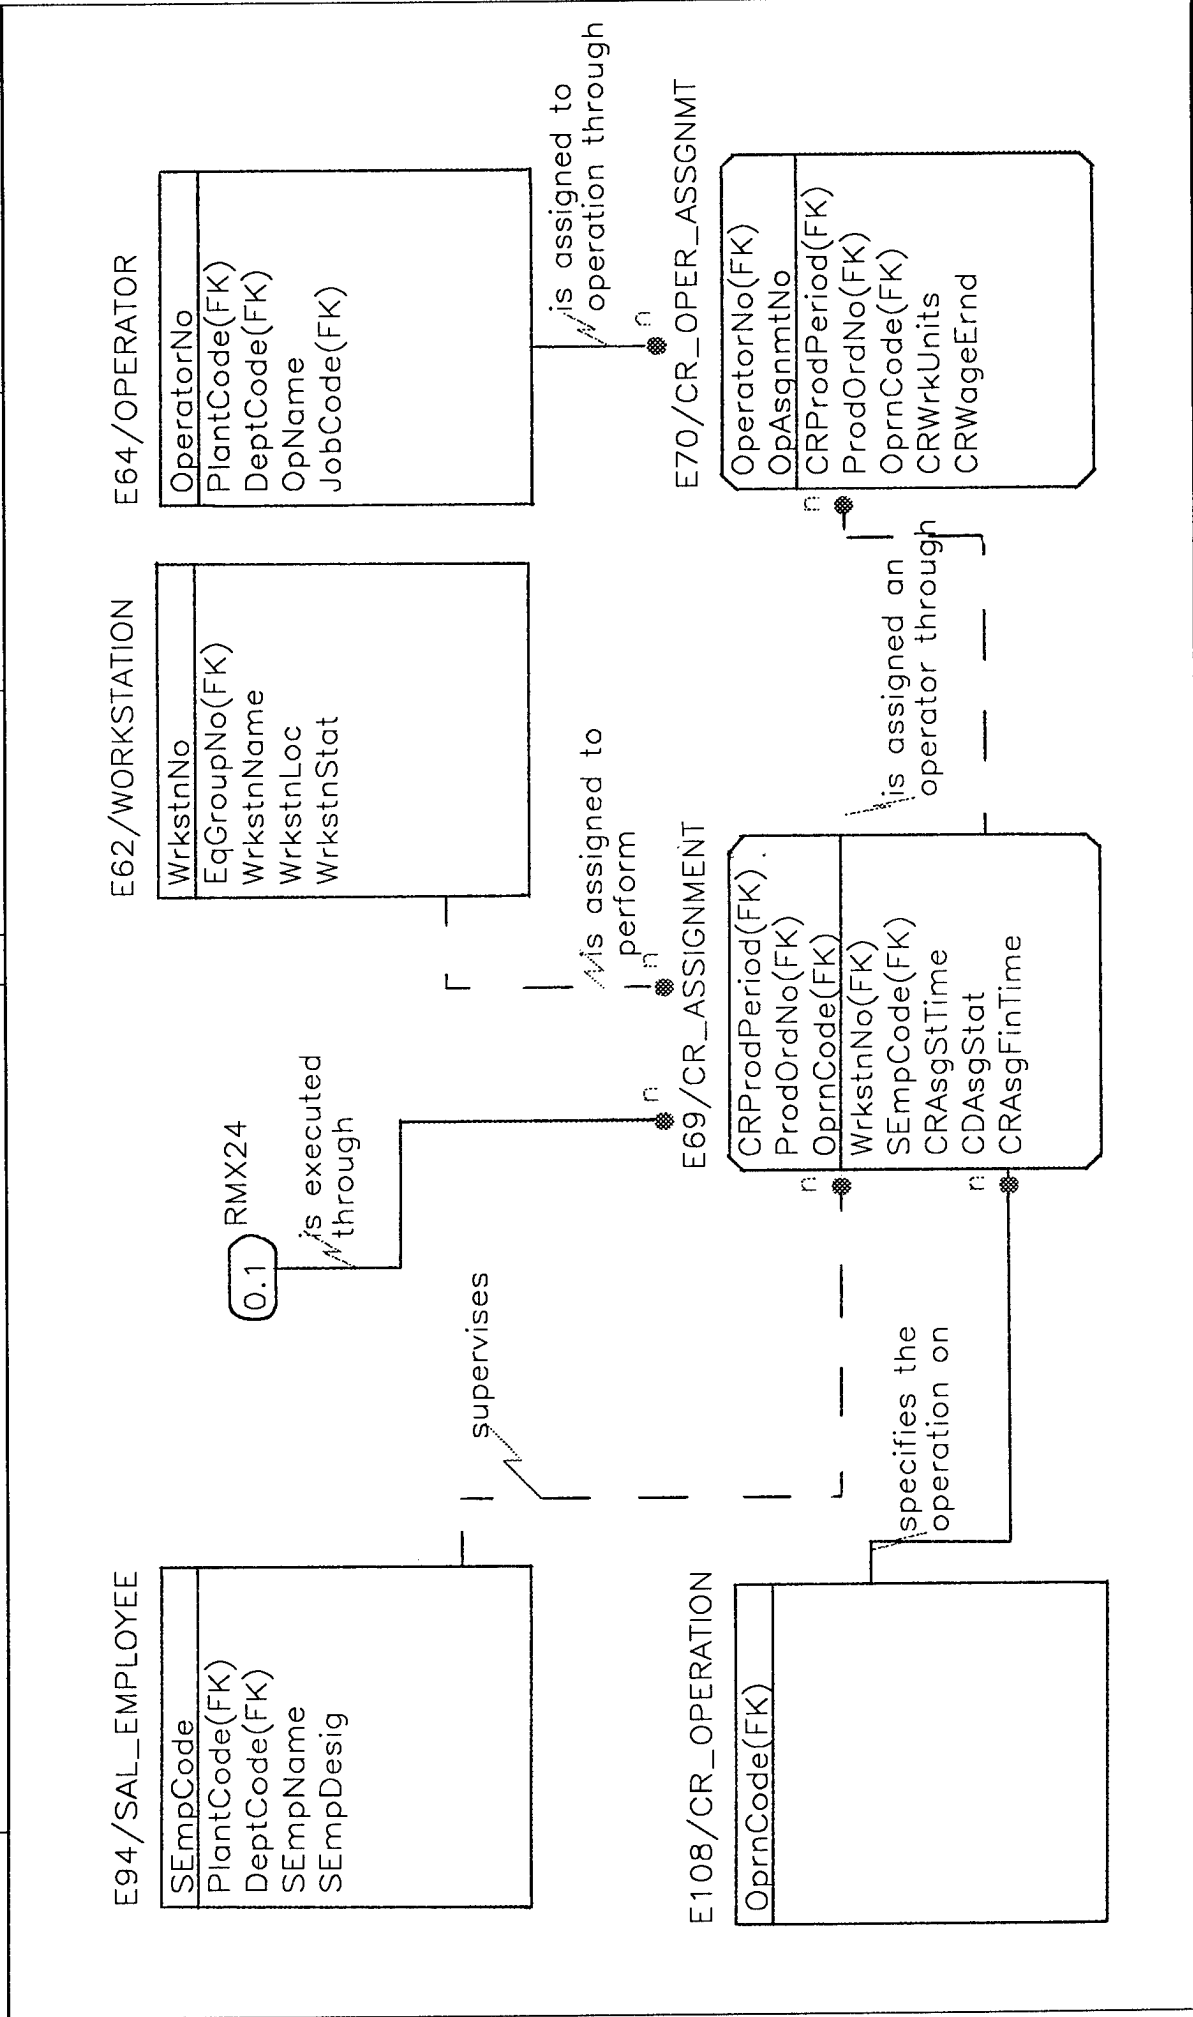 E94/SAL_EMPLOYEE
SEmpCode
PlantCode(FK)
DeptCode(FK)
SEmpName
SEmpDesig
supervises
0.1
RMX24
is executed
through
E62/WORKSTATION
WrkstnNo
EqGroupNo(FK)
WrkstnName
WrkstnLoc
WrkstnStat
is assigned to
perform
n
n
E64/OPERATOR
OperatorNo
PlantCode(FK)
DeptCode(FK)
OpName
JobCode(FK)
is assigned to
operation through
n
E108/CR_OPERATION
OprnCode(FK)
specifies the
operation on
n
n
E69/CR_ASSIGNMENT
CRProdPeriod(FK)
ProdOrdNo(FK)
OprnCode(FK)
WrkstnNo(FK)
SEmpCode(FK)
CRAsgStTime
CDAsgStat
CRAsgFinTime
is assigned an
operator through
n
E70/CR_OPER_ASSGNMT
OperatorNo(FK)
OpAsgnmtNo
CRProdPeriod(FK)
ProdOrdNo(FK)
OprnCode(FK)
CRWrkUnits
CRWageErnd